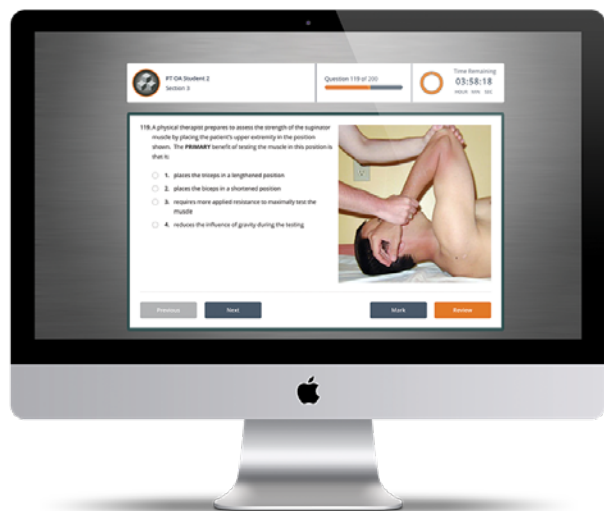 PT OA Student 2
Section 3
Question 119 of 200
Time Remaining
03:58:18
HOUR MIN SEC
119. A physical therapist prepares to assess the strength of the supinator
muscle by placing the patient's upper extremity in the position
shown. The PRIMARY benefit of testing the muscle in this position is
that it:
1. places the triceps in a lengthened position
2. places the biceps in a shortened position
3. requires more applied resistance to maximally test the
muscle
4. reduces the influence of gravity during the testing
Previous
Next
Mark
Review